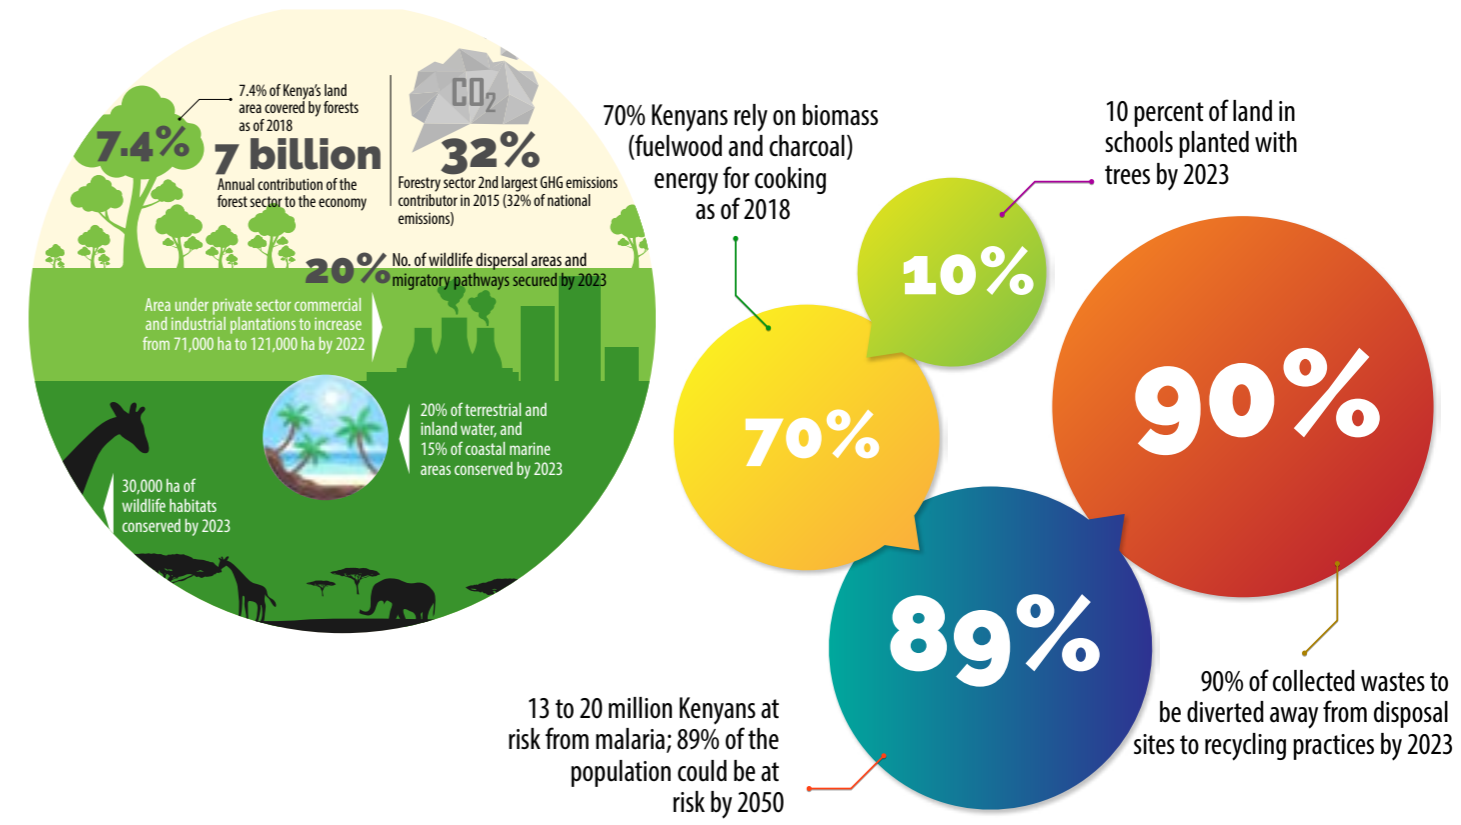 7.4% of Kenya's land
area covered by forests
as of 2018
7.4%
7 billion
Annual contribution of the
forest sector to the economy
CO2
32%
Forestry sector 2nd largest GHG emissions
contributor in 2015 (32% of national
emissions)
20%
No. of wildlife dispersal areas and
migratory pathways secured by 2023
Area under private sector commercial
and industrial plantations to increase
from 71,000 ha to 121,000 ha by 2022
20% of terrestrial and
inland water, and
15% of coastal marine
areas conserved by 2023
30,000 ha of
wildlife habitats
conserved by 2023
70% Kenyans rely on biomass
(fuelwood and charcoal)
energy for cooking
as of 2018
10 percent of land in
schools planted with
trees by 2023
10%
70%
90%
89%
13 to 20 million Kenyans at
risk from malaria; 89% of the
population could be at
risk by 2050
90% of collected wastes to
be diverted away from disposal
sites to recycling practices by 2023